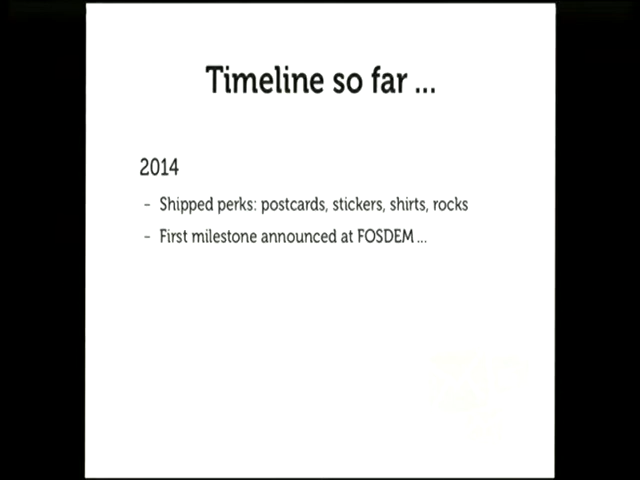 Timeline so far ...
2014
- Shipped perks: postcards, stickers, shirts, rocks
- First milestone announced at FOSDEM ...